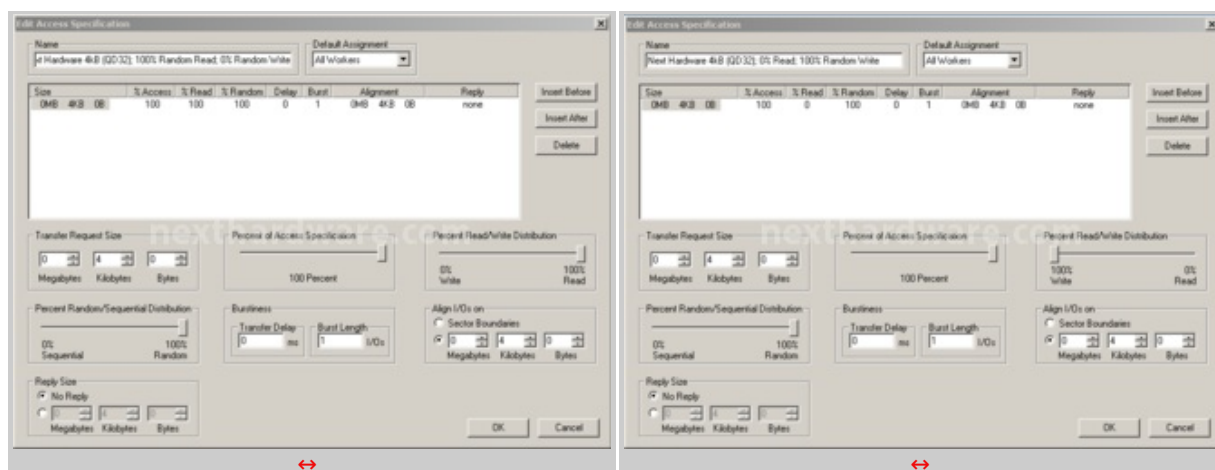 Edit Access Specification
Name
Default Assignment
t Hardware 4kB (QD32); 100% Random Read; 0% Random Write
All Workers
Size % Access % Read % Random Delay Burst Alignment Reply
0MB 4KB 0B 100 100 100 0 1 0MB 4KB 0B none
Insert Before
Insert After
Delete
nexthardware.com
Transfer Request Size
Percent of Access Specification
Percent Read/Write Distribution
0 4 0
Megabytes Kilobytes Bytes
100 Percent
0% 100%
Write Read
Percent Random/Sequential Distribution
Burstiness
Align I/Os on
Transfer Delay
Burst Length
Sector Boundaries
0 ms
1 I/Os
0 4 0
Megabytes Kilobytes Bytes
0% 100%
Sequential Random
Reply Size
No Reply
0 4 0
Megabytes Kilobytes Bytes
OK Cancel
Edit Access Specification
Name
Default Assignment
Next Hardware 4kB (QD32); 0% Read; 100% Random Write
All Workers
Size % Access % Read % Random Delay Burst Alignment Reply
0MB 4KB 0B 100 0 100 0 1 0MB 4KB 0B none
Insert Before
Insert After
Delete
nexthardware.com
Transfer Request Size
Percent of Access Specification
Percent Read/Write Distribution
0 4 0
Megabytes Kilobytes Bytes
100 Percent
100% 0%
Write Read
Percent Random/Sequential Distribution
Burstiness
Align I/Os on
Transfer Delay
Burst Length
Sector Boundaries
0 ms
1 I/Os
0 4 0
Megabytes Kilobytes Bytes
0% 100%
Sequential Random
Reply Size
No Reply
0 4 0
Megabytes Kilobytes Bytes
OK Cancel